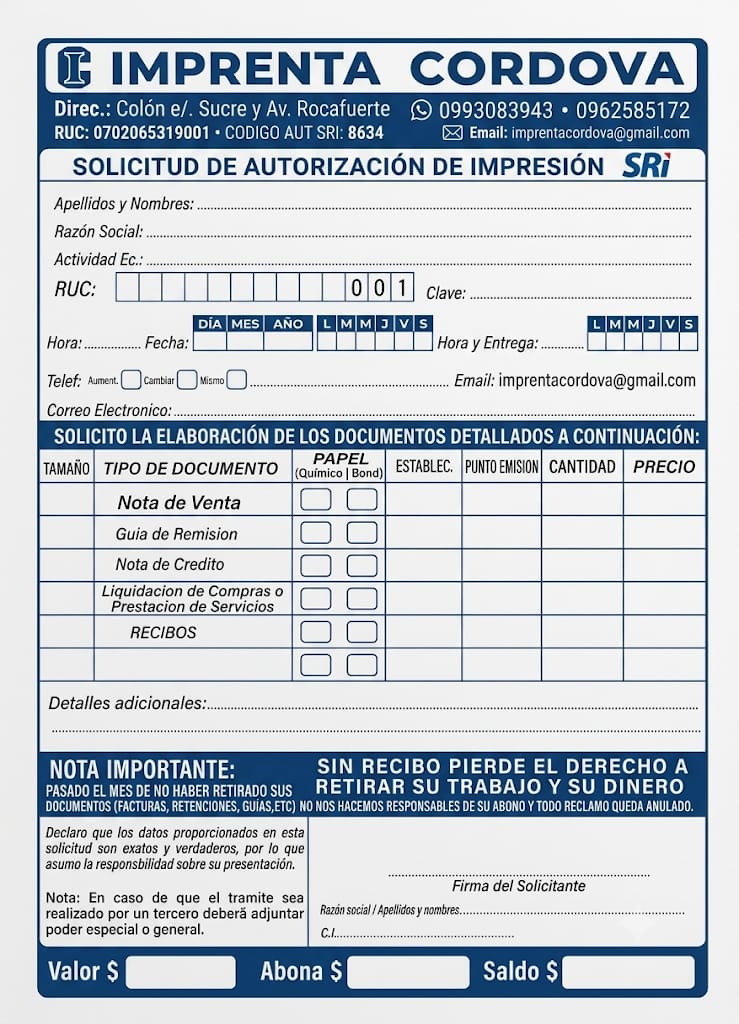 IC IMPRENTA CORDOVA
Direc.: Colón e/. Sucre y Av. Rocafuerte 0993083943 • 0962585172
RUC: 0702065319001 • CODIGO AUT SRI: 8634 Email: imprentacordova@gmail.com
SOLICITUD DE AUTORIZACIÓN DE IMPRESIÓN SRi
Apellidos y Nombres:
Razón Social:
Actividad Ec.:
RUC: 0 0 1 Clave:
DÍA MES AÑO L M M J V S L M M J V S
Hora: Fecha: Hora y Entrega:
Telef: Aument. Cambiar Mismo Email: imprentacordova@gmail.com
Correo Electronico:
SOLICITO LA ELABORACIÓN DE LOS DOCUMENTOS DETALLADOS A CONTINUACIÓN:
TAMAÑO TIPO DE DOCUMENTO PAPEL (Químico | Bond) ESTABLEC. PUNTO EMISION CANTIDAD PRECIO
Nota de Venta
Guia de Remision
Nota de Credito
Liquidacion de Compras o
Prestacion de Servicios
RECIBOS
Detalles adicionales:
NOTA IMPORTANTE:
PASADO EL MES DE NO HABER RETIRADO SUS
DOCUMENTOS (FACTURAS, RETENCIONES, GUÍAS,ETC) NO NOS HACEMOS RESPONSABLES DE SU ABONO Y TODO RECLAMO QUEDA ANULADO.
SIN RECIBO PIERDE EL DERECHO A
RETIRAR SU TRABAJO Y SU DINERO
Declaro que los datos proporcionados en esta
solicitud son exatos y verdaderos, por lo que
asumo la responsbilidad sobre su presentación.
Nota: En caso de que el tramite sea
realizado por un tercero deberá adjuntar
poder especial o general.
Firma del Solicitante
Razón social / Apellidos y nombres
C.I.
Valor $ Abona $ Saldo $